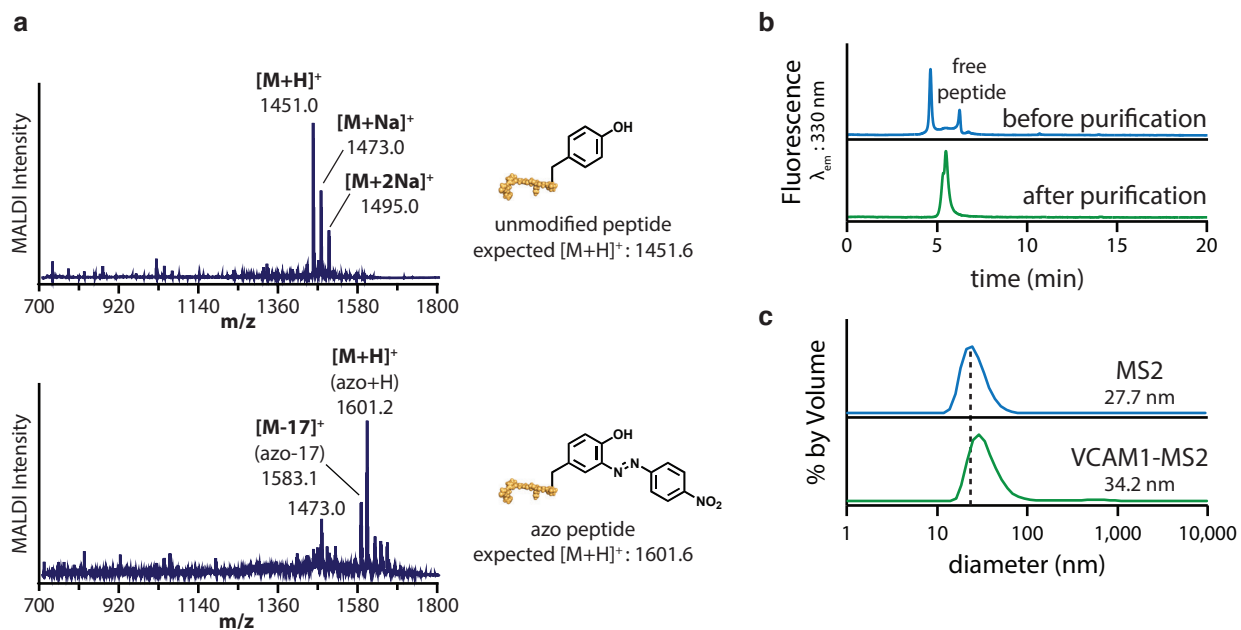 a
MALDI Intensity
[M+H]⁺
1451.0
[M+Na]⁺
1473.0
[M+2Na]⁺
1495.0
700 920 1140 1360 1580 1800
m/z
OH
unmodified peptide
expected [M+H]⁺: 1451.6
MALDI Intensity
[M+H]⁺
(azo+H)
1601.2
[M-17]⁺
(azo-17)
1583.1
1473.0
700 920 1140 1360 1580 1800
m/z
OH
N
N
NO₂
azo peptide
expected [M+H]⁺: 1601.6
b
Fluorescence
λem : 330 nm
free
peptide
before purification
after purification
0 5 10 15 20
time (min)
c
% by Volume
MS2
27.7 nm
VCAM1-MS2
34.2 nm
1 10 100 1,000 10,000
diameter (nm)